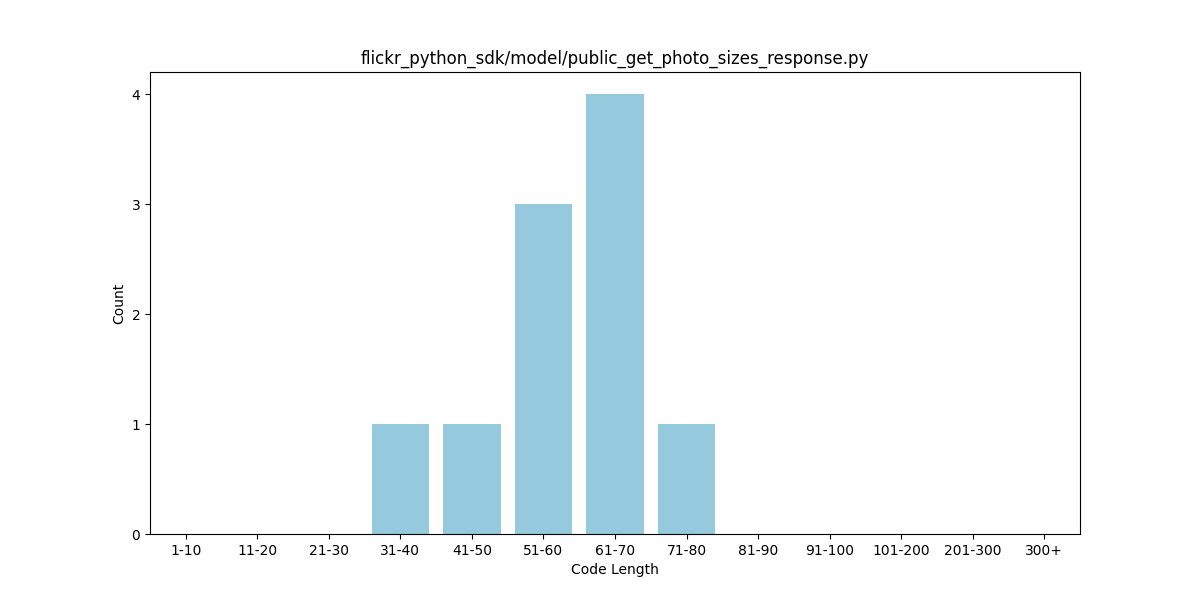 flickr_python_sdk/model/public_get_photo_sizes_response.py
4
3
2
1
0
Count
1-10 11-20 21-30 31-40 41-50 51-60 61-70 71-80 81-90 91-100 101-200 201-300 300+
Code Length